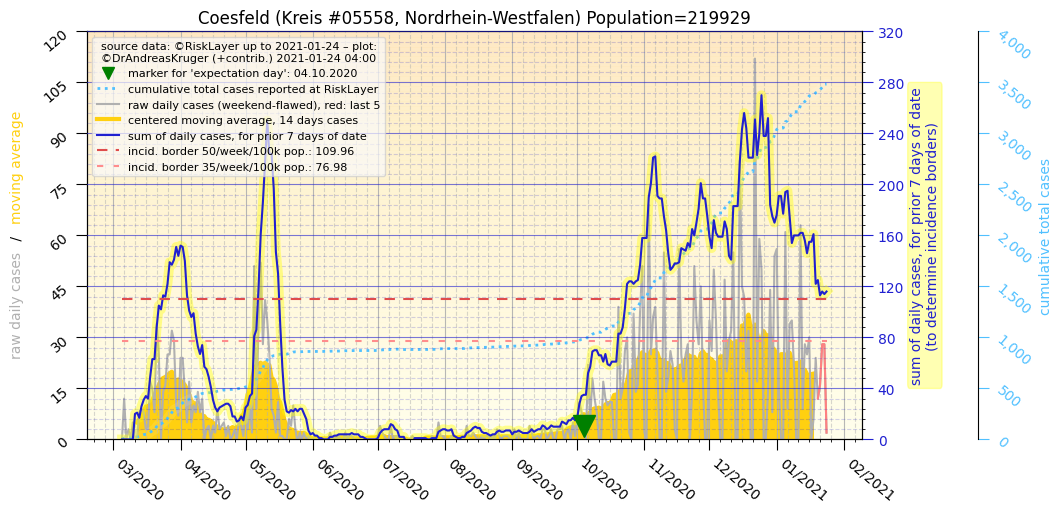 Coesfeld (Kreis #05558, Nordrhein-Westfalen) Population=219929
source data: ©RiskLayer up to 2021-01-24 – plot:
©DrAndreasKruger (+contrib.) 2021-01-24 04:00
marker for 'expectation day': 04.10.2020
cumulative total cases reported at RiskLayer
raw daily cases (weekend-flawed), red: last 5
centered moving average, 14 days cases
sum of daily cases, for prior 7 days of date
incid. border 50/week/100k pop.: 109.96
incid. border 35/week/100k pop.: 76.98
raw daily cases / moving average
120
105
90
75
60
45
30
15
0
03/2020
04/2020
05/2020
06/2020
07/2020
08/2020
09/2020
10/2020
11/2020
12/2020
01/2021
02/2021
320
280
240
200
160
120
80
40
0
sum of daily cases, for prior 7 days of date
(to determine incidence borders)
4,000
3,500
3,000
2,500
2,000
1,500
1,000
500
0
cumulative total cases